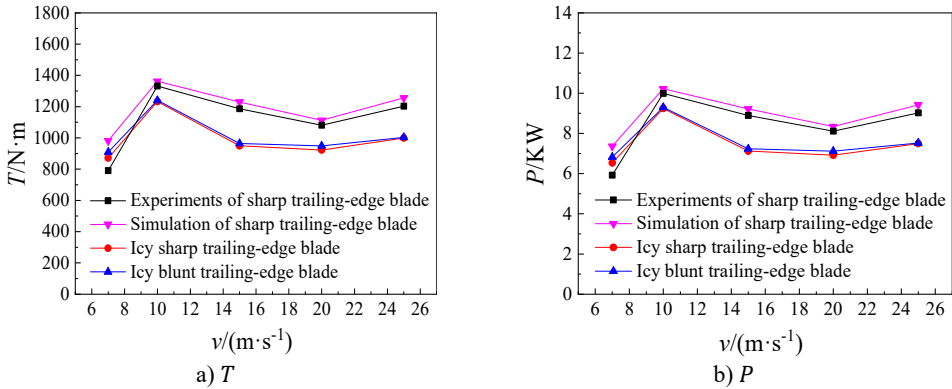 1800
1600
1400
1200
1000
800
600
400
200
0
T/N·m
Experiments of sharp trailing-edge blade
Simulation of sharp trailing-edge blade
Icy sharp trailing-edge blade
Icy blunt trailing-edge blade
6 8 10 12 14 16 18 20 22 24 26
v/(m·s⁻¹)
a) T
14
12
10
8
6
4
2
0
P/KW
Experiments of sharp trailing-edge blade
Simulation of sharp trailing-edge blade
Icy sharp trailing-edge blade
Icy blunt trailing-edge blade
6 8 10 12 14 16 18 20 22 24 26
v/(m·s⁻¹)
b) P